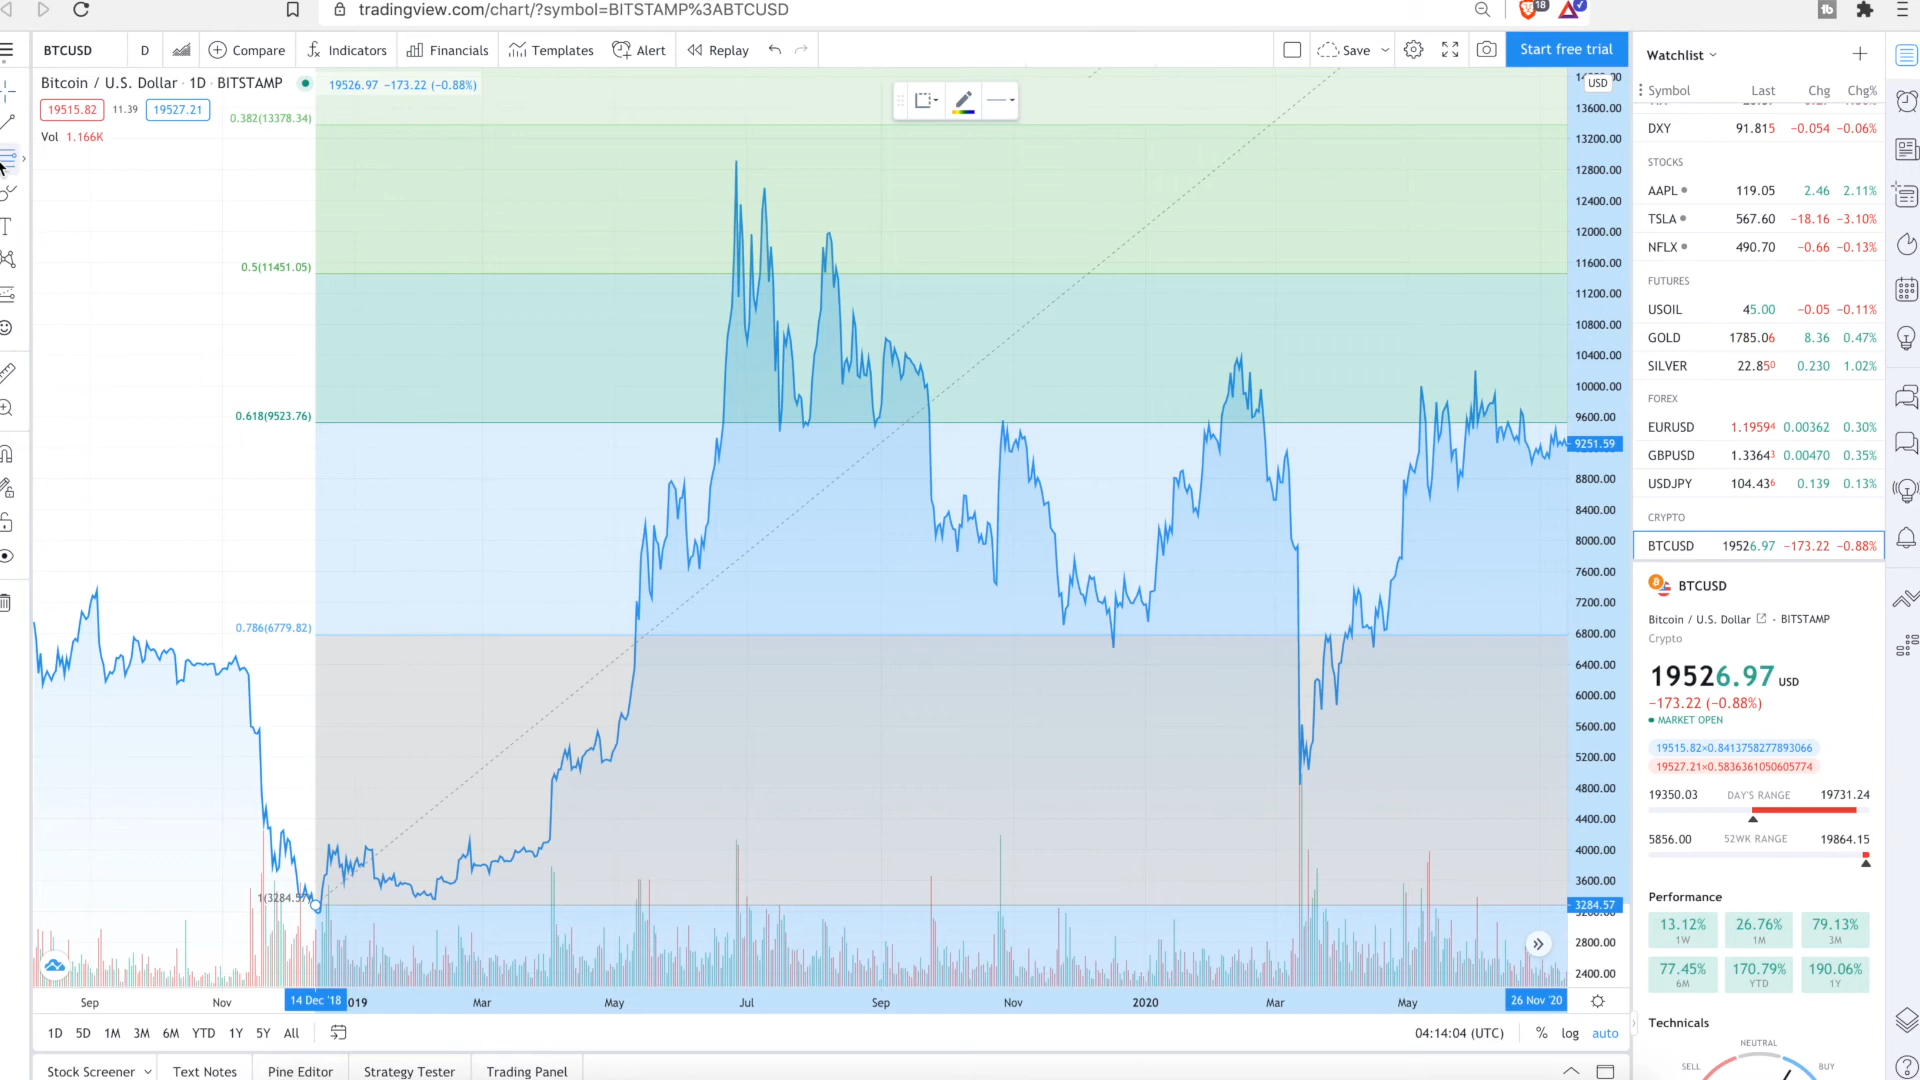 tradingview.com/chart/?symbol=BITSTAMP%3ABTCUSD
18
BTCUSD D Compare Indicators Financials Templates Alert Replay Save Start free trial
Bitcoin / U.S. Dollar · 1D · BITSTAMP 19526.97 −173.22 (−0.88%)
19515.82 11.39 19527.21
Vol 1.166K
0.382(13378.34)
0.5(11451.05)
0.618(9523.76)
0.786(6779.82)
USD
13600.00
13200.00
12800.00
12400.00
12000.00
11600.00
11200.00
10800.00
10400.00
10000.00
9600.00
9251.59
8800.00
8400.00
8000.00
7600.00
7200.00
6800.00
6400.00
6000.00
5600.00
5200.00
4800.00
4400.00
4000.00
3600.00
3284.57
2800.00
2400.00
Sep Nov 14 Dec '18 019 Mar May Jul Sep Nov 2020 Mar May 26 Nov '20
1D 5D 1M 3M 6M YTD 1Y 5Y All 04:14:04 (UTC) % log auto
Stock Screener Text Notes Pine Editor Strategy Tester Trading Panel
Watchlist
Symbol Last Chg Chg%
DXY 91.815 −0.054 −0.06%
STOCKS
AAPL 119.05 2.46 2.11%
TSLA 567.60 −18.16 −3.10%
NFLX 490.70 −0.66 −0.13%
FUTURES
USOIL 45.00 −0.05 −0.11%
GOLD 1785.06 8.36 0.47%
SILVER 22.850 0.230 1.02%
FOREX
EURUSD 1.19594 0.00362 0.30%
GBPUSD 1.33643 0.00470 0.35%
USDJPY 104.436 0.139 0.13%
CRYPTO
BTCUSD 19526.97 −173.22 −0.88%
BTCUSD
Bitcoin / U.S. Dollar · BITSTAMP
Crypto
19526.97 USD
−173.22 (−0.88%)
MARKET OPEN
19515.82×0.8413758277893066
19527.21×0.5836361050605774
19350.03 DAY'S RANGE 19731.24
5856.00 52WK RANGE 19864.15
Performance
13.12% 26.76% 79.13%
1W 1M 3M
77.45% 170.79% 190.06%
6M YTD 1Y
Technicals
NEUTRAL
SELL BUY